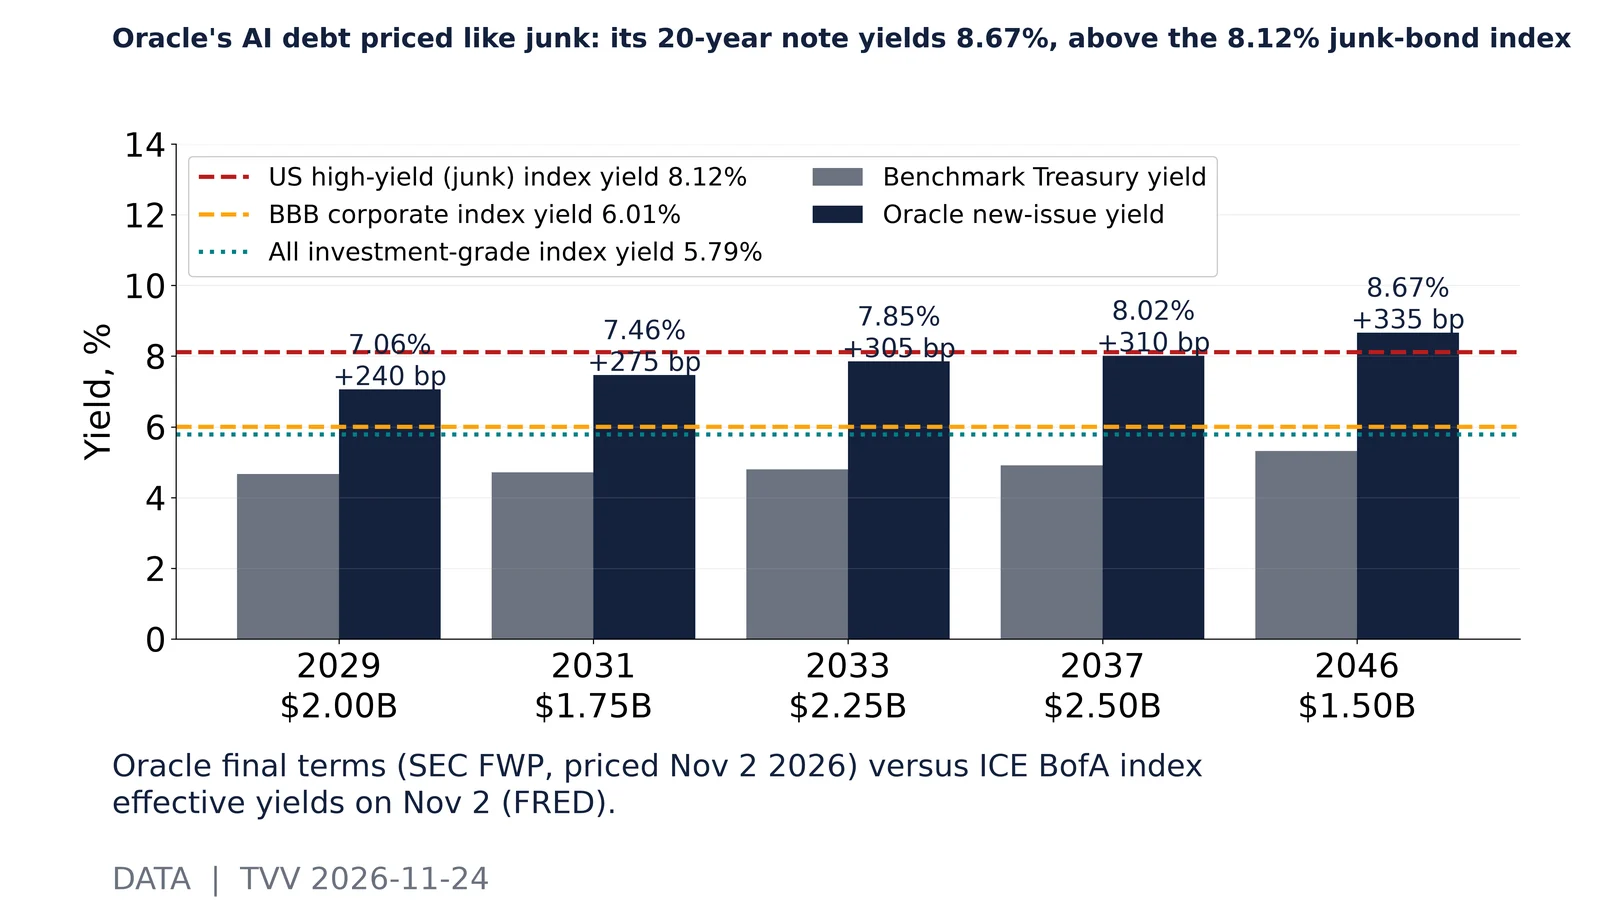 Oracle's AI debt priced like junk: its 20-year note yields 8.67%, above the 8.12% junk-bond index
US high-yield (junk) index yield 8.12%
BBB corporate index yield 6.01%
All investment-grade index yield 5.79%
Benchmark Treasury yield
Oracle new-issue yield
Yield, %
14
12
10
8
6
4
2
0
7.06%
+240 bp
7.46%
+275 bp
7.85%
+305 bp
8.02%
+310 bp
8.67%
+335 bp
2029
$2.00B
2031
$1.75B
2033
$2.25B
2037
$2.50B
2046
$1.50B
Oracle final terms (SEC FWP, priced Nov 2 2026) versus ICE BofA index
effective yields on Nov 2 (FRED).
DATA | TVV 2026-11-24